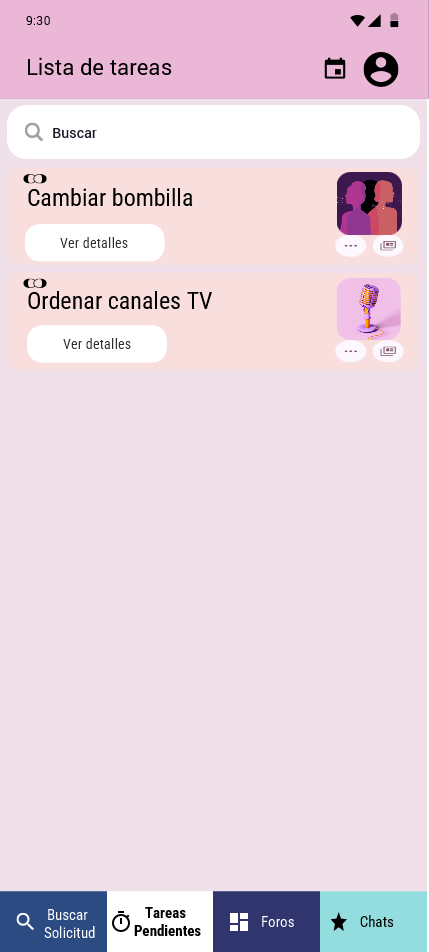 9:30
Lista de tareas
Buscar
Cambiar bombilla
Ver detalles
Ordenar canales TV
Ver detalles
Buscar
Solicitud
Tareas
Pendientes
Foros
Chats